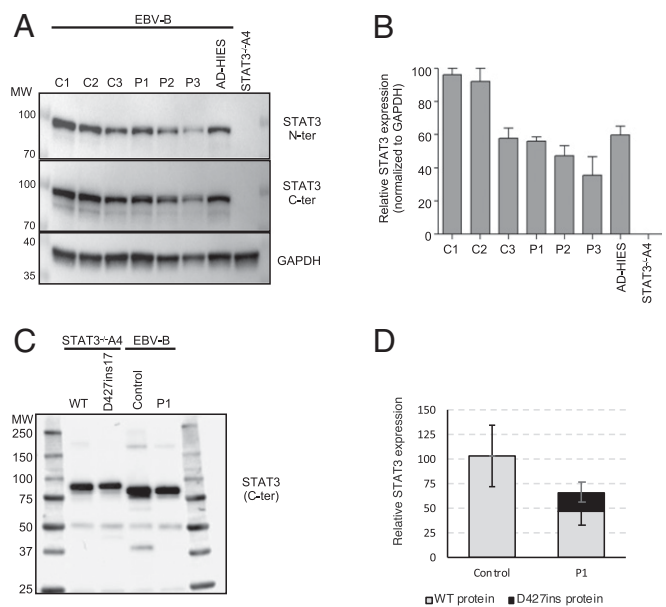 A
EBV-B
C1 C2 C3 P1 P2 P3 AD-HIES STAT3-/-A4
MW
100
70
STAT3
N-ter
100
70
STAT3
C-ter
40
35
GAPDH
B
Relative STAT3 expression
(normalized to GAPDH)
100
80
60
40
20
0
C1 C2 C3 P1 P2 P3 AD-HIES STAT3-/-A4
C
STAT3-/-A4 EBV-B
WT D427ins17 Control P1
MW
250
150
100
75
50
37
25
STAT3
(C-ter)
D
Relative STAT3 expression
150
125
100
75
50
25
0
Control P1
WT protein D427ins protein